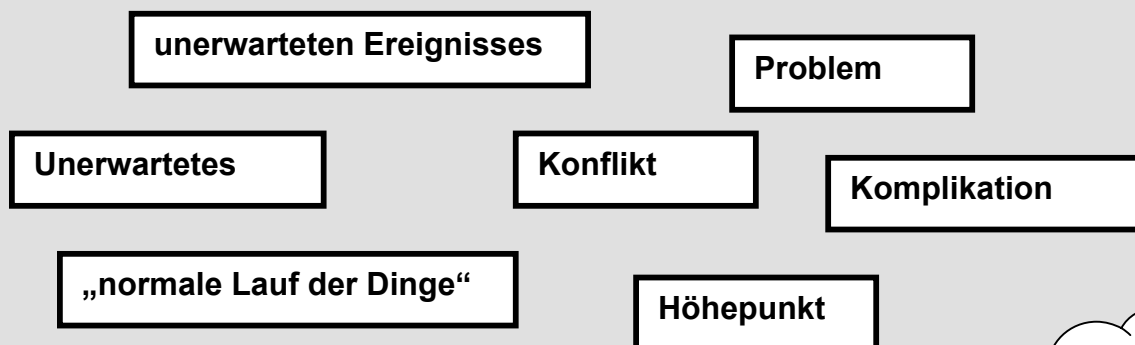 unerwarteten Ereignisses
Problem
Unerwartetes
Konflikt
Komplikation
„normale Lauf der Dinge“
Höhepunkt